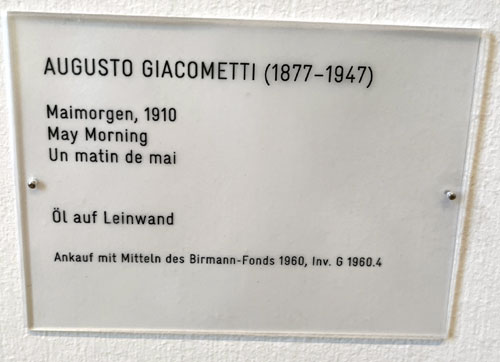 AUGUSTO GIACOMETTI (1877–1947)
Maimorgen, 1910
May Morning
Un matin de mai
Öl auf Leinwand
Ankauf mit Mitteln des Birmann-Fonds 1960, Inv. G 1960.4